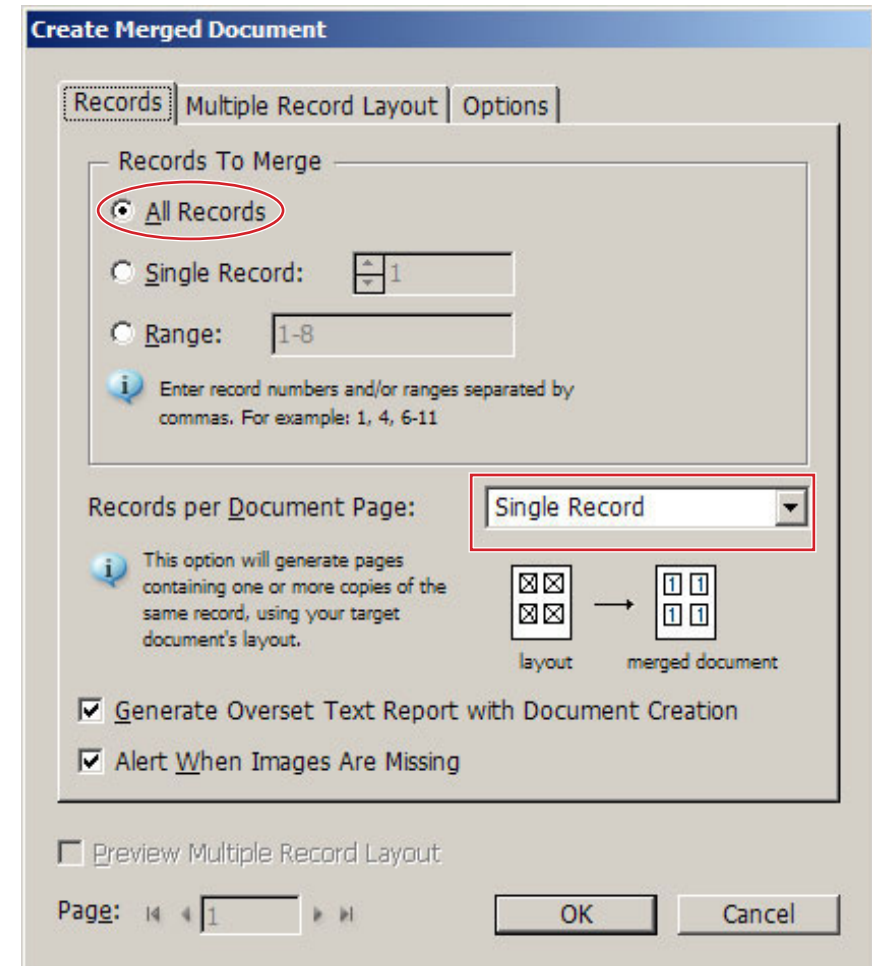 Create Merged Document
Records Multiple Record Layout Options
Records To Merge
All Records
Single Record: 1
Range: 1-8
i Enter record numbers and/or ranges separated by
commas. For example: 1, 4, 6-11
Records per Document Page: Single Record
i This option will generate pages
containing one or more copies of the
same record, using your target
document's layout.
1 1
1 1
layout merged document
Generate Overset Text Report with Document Creation
Alert When Images Are Missing
Preview Multiple Record Layout
Page: 1 OK Cancel